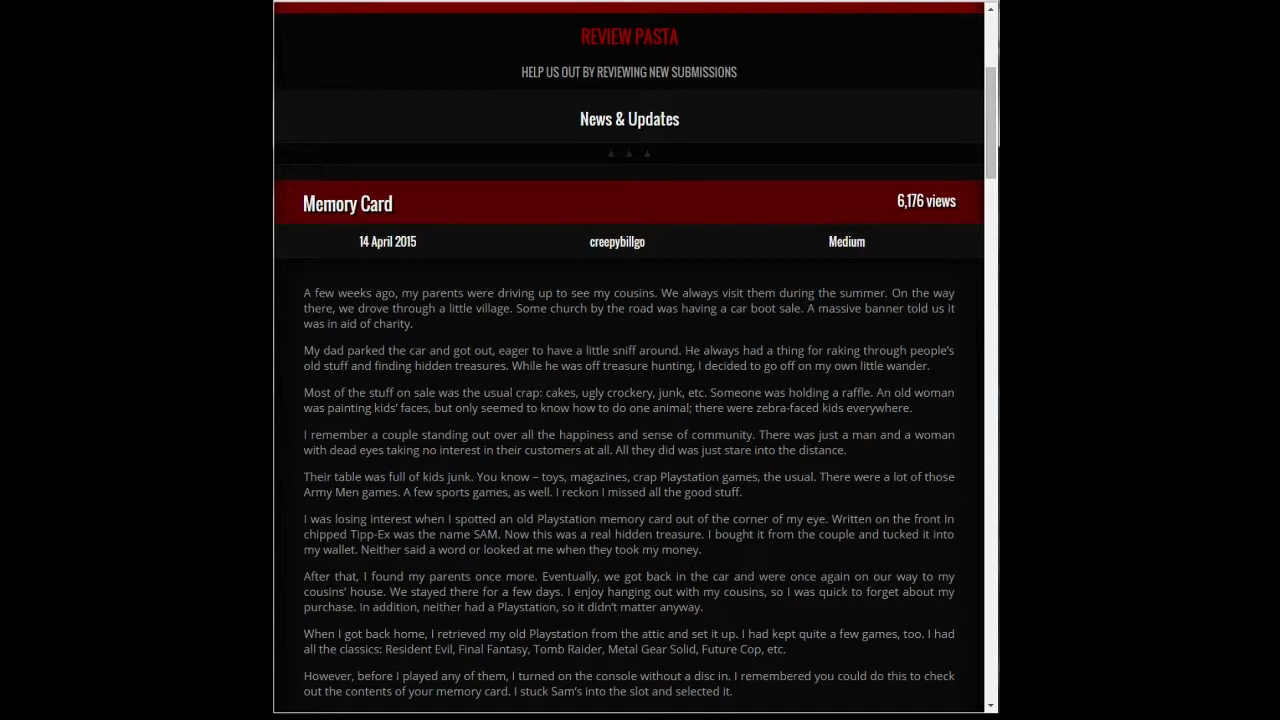 REVIEW PASTA
HELP US OUT BY REVIEWING NEW SUBMISSIONS
News & Updates
Memory Card
6,176 views
14 April 2015
creepybillgo
Medium
A few weeks ago, my parents were driving up to see my cousins. We always visit them during the summer. On the way
there, we drove through a little village. Some church by the road was having a car boot sale. A massive banner told us it
was in aid of charity.
My dad parked the car and got out, eager to have a little sniff around. He always had a thing for raking through people's
old stuff and finding hidden treasures. While he was off treasure hunting, I decided to go off on my own little wander.
Most of the stuff on sale was the usual crap: cakes, ugly crockery, junk, etc. Someone was holding a raffle. An old woman
was painting kids' faces, but only seemed to know how to do one animal; there were zebra-faced kids everywhere.
I remember a couple standing out over all the happiness and sense of community. There was just a man and a woman
with dead eyes taking no interest in their customers at all. All they did was just stare into the distance.
Their table was full of kids junk. You know – toys, magazines, crap Playstation games, the usual. There were a lot of those
Army Men games. A few sports games, as well. I reckon I missed all the good stuff.
I was losing interest when I spotted an old Playstation memory card out of the corner of my eye. Written on the front in
chipped Tipp-Ex was the name SAM. Now this was a real hidden treasure. I bought it from the couple and tucked it into
my wallet. Neither said a word or looked at me when they took my money.
After that, I found my parents once more. Eventually, we got back in the car and were once again on our way to my
cousins' house. We stayed there for a few days. I enjoy hanging out with my cousins, so I was quick to forget about my
purchase. In addition, neither had a Playstation, so it didn't matter anyway.
When I got back home, I retrieved my old Playstation from the attic and set it up. I had kept quite a few games, too. I had
all the classics: Resident Evil, Final Fantasy, Tomb Raider, Metal Gear Solid, Future Cop, etc.
However, before I played any of them, I turned on the console without a disc in. I remembered you could do this to check
out the contents of your memory card. I stuck Sam's into the slot and selected it.